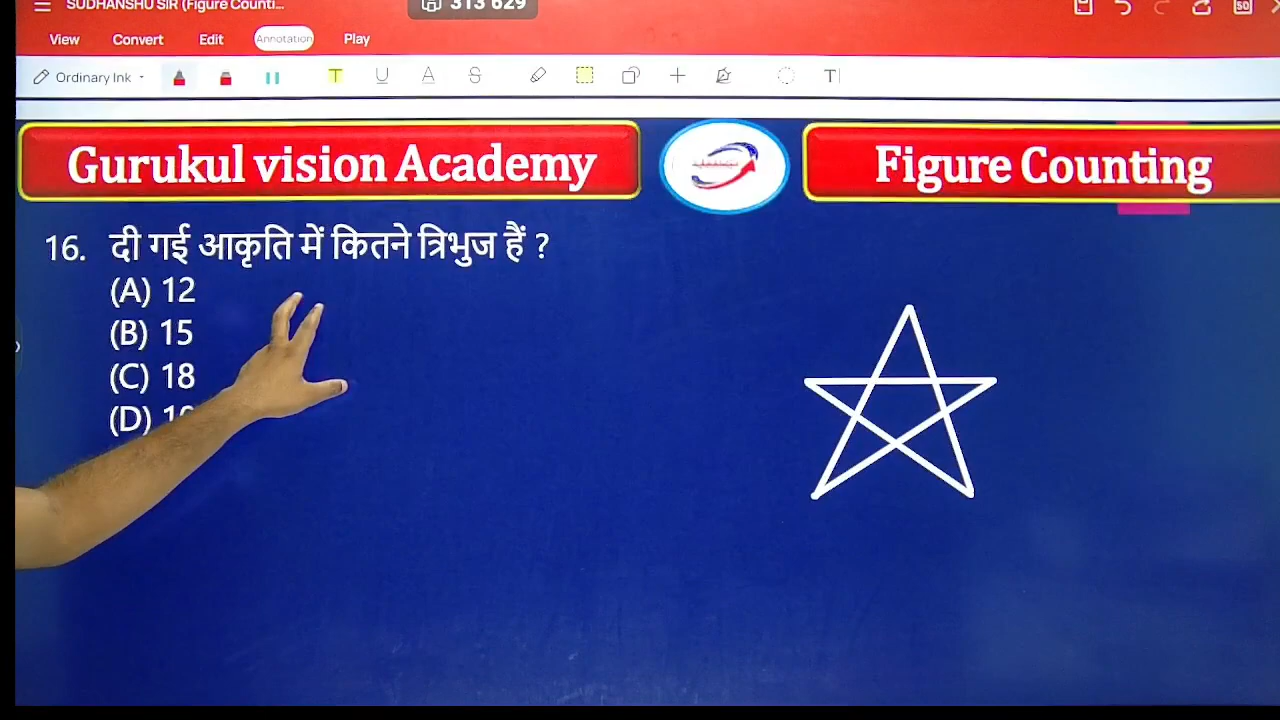 SUDHANSHU SIR (Figure Counti...
313 629
View Convert Edit Annotation Play
Ordinary Ink T U A S T
Gurukul vision Academy
Figure Counting
16. दी गई आकृति में कितने त्रिभुज हैं ?
(A) 12
(B) 15
(C) 18
(D)